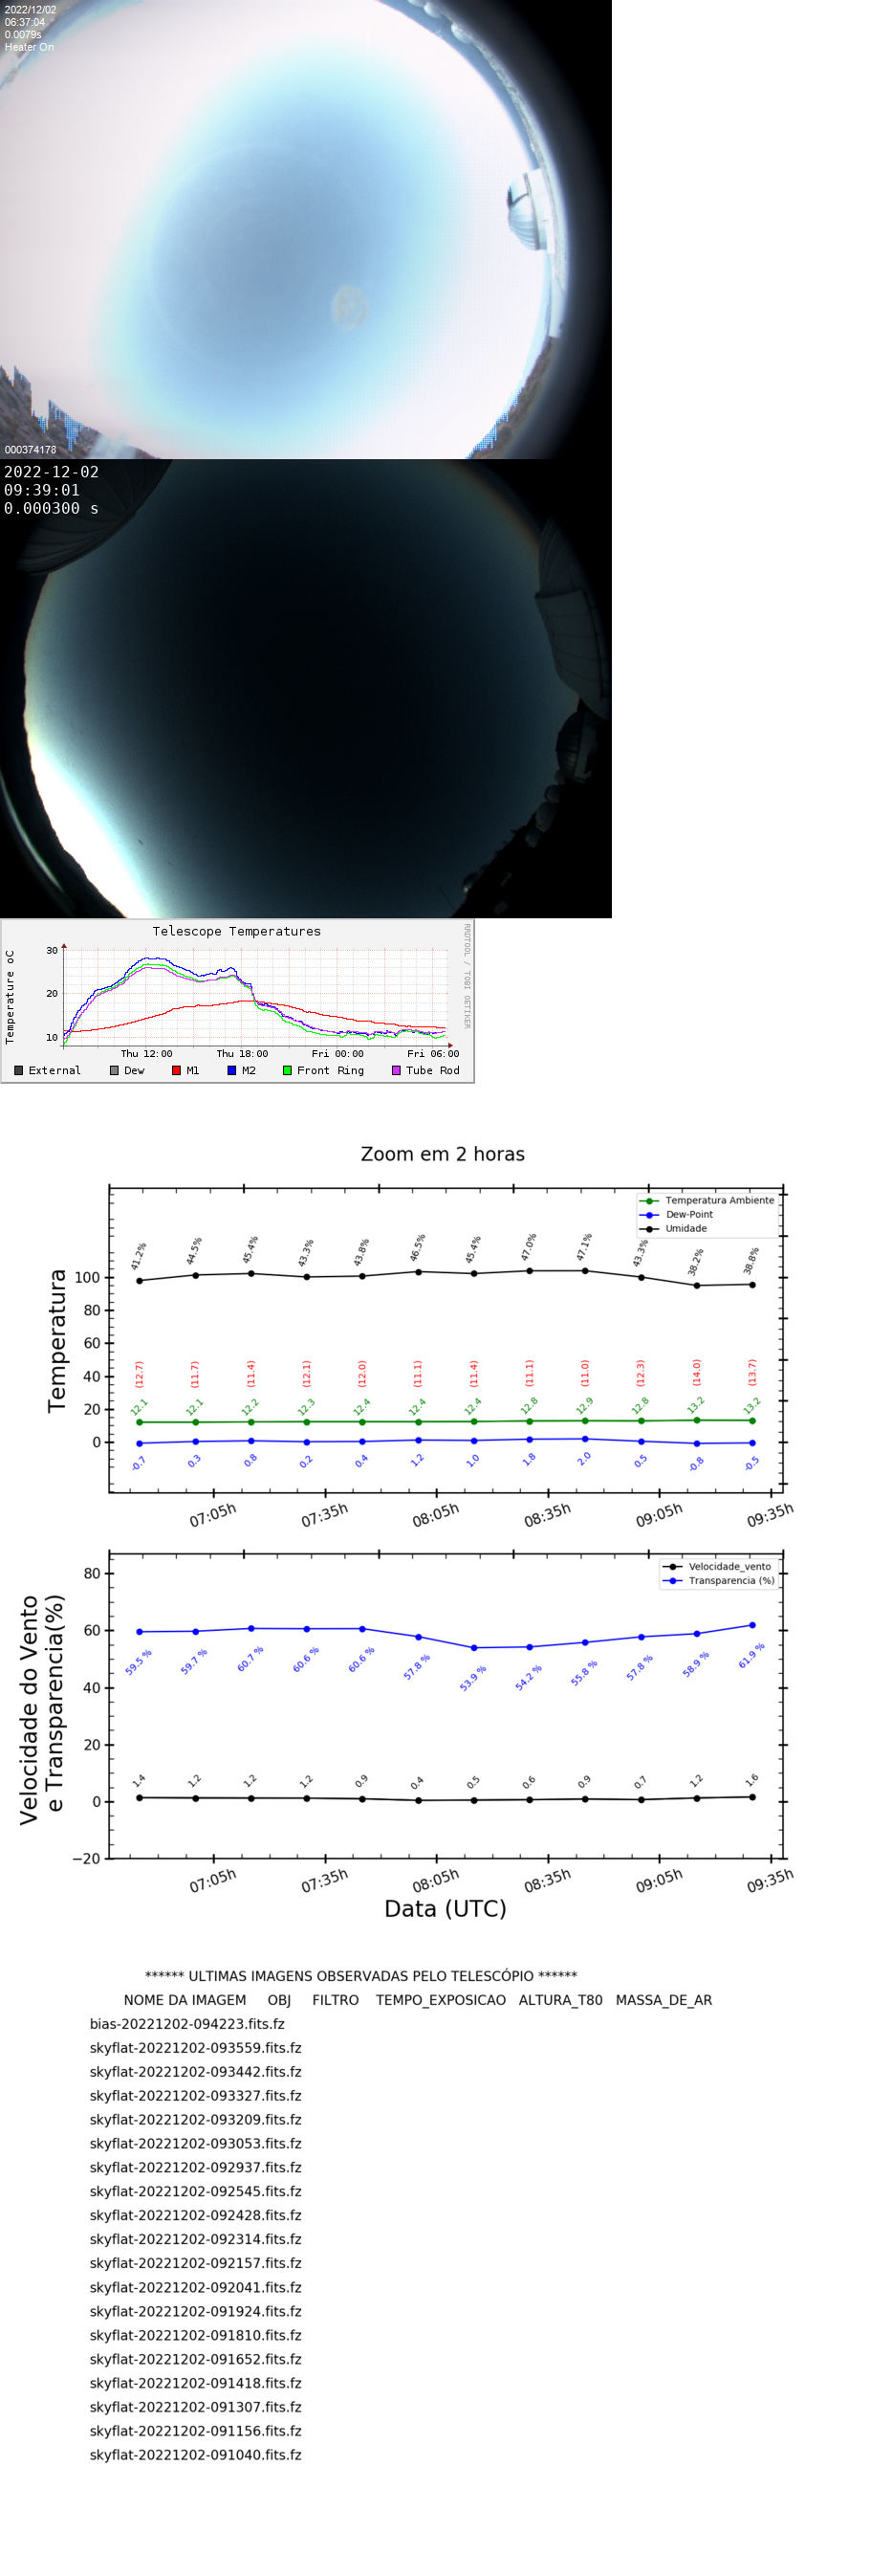 2022/12/02
06:37:04
0.0079s
Heater On
000374178
2022-12-02
09:39:01
0.000300 s
Telescope Temperatures
RRDTOOL / TOBI OETIKER
Temperature oC
30
20
10
Thu 12:00 Thu 18:00 Fri 00:00 Fri 06:00
External Dew M1 M2 Front Ring Tube Rod
Zoom em 2 horas
Temperatura Ambiente
Dew-Point
Umidade
Temperatura
100
80
60
40
20
0
41.2% 44.5% 45.4% 43.3% 43.8% 46.5% 45.4% 47.0% 47.1% 43.3% 38.2% 38.8%
(12.7) (11.7) (11.4) (12.1) (12.0) (11.1) (11.4) (11.1) (11.0) (12.3) (14.0) (13.7)
12.1 12.1 12.2 12.3 12.4 12.4 12.4 12.8 12.9 12.8 13.2 13.2
-0.7 0.3 0.8 0.2 0.4 1.2 1.0 1.8 2.0 0.5 -0.8 -0.5
07:05h 07:35h 08:05h 08:35h 09:05h 09:35h
Velocidade_vento
Transparencia (%)
Velocidade do Vento
e Transparencia(%)
80
60
40
20
0
−20
59.5 % 59.7 % 60.7 % 60.6 % 60.6 % 57.8 % 53.9 % 54.2 % 55.8 % 57.8 % 58.9 % 61.9 %
1.4 1.2 1.2 1.2 0.9 0.4 0.5 0.6 0.9 0.7 1.2 1.6
07:05h 07:35h 08:05h 08:35h 09:05h 09:35h
Data (UTC)
****** ULTIMAS IMAGENS OBSERVADAS PELO TELESCÓPIO ******
NOME DA IMAGEM OBJ FILTRO TEMPO_EXPOSICAO ALTURA_T80 MASSA_DE_AR
bias-20221202-094223.fits.fz
skyflat-20221202-093559.fits.fz
skyflat-20221202-093442.fits.fz
skyflat-20221202-093327.fits.fz
skyflat-20221202-093209.fits.fz
skyflat-20221202-093053.fits.fz
skyflat-20221202-092937.fits.fz
skyflat-20221202-092545.fits.fz
skyflat-20221202-092428.fits.fz
skyflat-20221202-092314.fits.fz
skyflat-20221202-092157.fits.fz
skyflat-20221202-092041.fits.fz
skyflat-20221202-091924.fits.fz
skyflat-20221202-091810.fits.fz
skyflat-20221202-091652.fits.fz
skyflat-20221202-091418.fits.fz
skyflat-20221202-091307.fits.fz
skyflat-20221202-091156.fits.fz
skyflat-20221202-091040.fits.fz